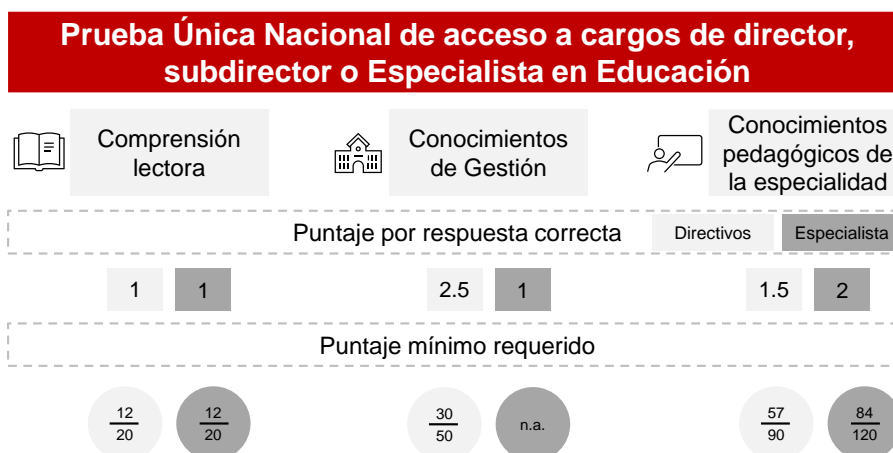 Prueba Única Nacional de acceso a cargos de director,
subdirector o Especialista en Educación
Comprensión
lectora
Conocimientos
de Gestión
Conocimientos
pedagógicos de
la especialidad
Puntaje por respuesta correcta
Directivos
Especialista
1
1
2.5
1
1.5
2
Puntaje mínimo requerido
12
20
12
20
30
50
n.a.
57
90
84
120